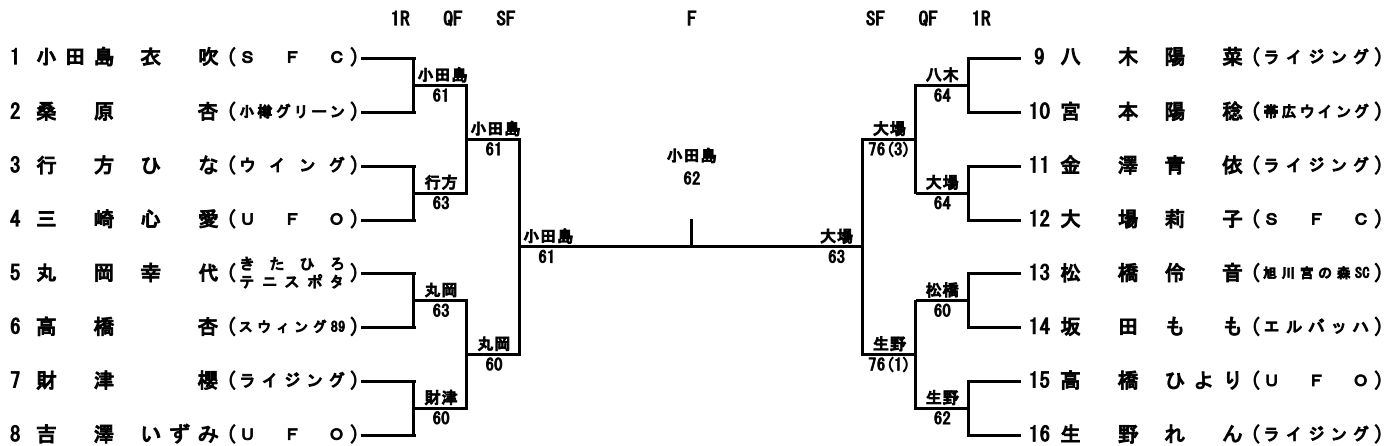 1R QF SF F SF QF 1R
1 小田島衣吹 (SFC)
小田島
61
2 桑原杏 (小樽グリーン)
小田島
61
3 行方ひな (ウイング)
行方
63
4 三崎心愛 (UFO)
小田島
61
5 丸岡幸代 (きたひろテニスポタ)
丸岡
63
6 高橋杏 (スウィング89)
丸岡
60
7 財津櫻 (ライジング)
財津
60
8 吉澤いずみ (UFO)
小田島
62
9 八木陽菜 (ライジング)
八木
64
10 宮本陽稔 (帯広ウイング)
大場
76(3)
11 金澤青依 (ライジング)
大場
64
12 大場莉子 (SFC)
大場
63
13 松橋伶音 (旭川宮の森SC)
松橋
60
14 坂田もも (エルバッハ)
生野
76(1)
15 高橋ひより (UFO)
生野
62
16 生野れん (ライジング)